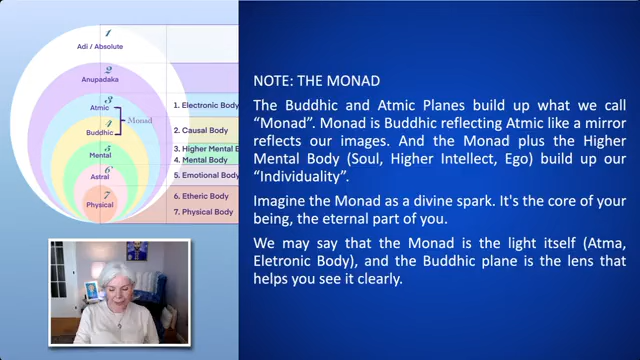 1
Adi / Absolute
2
Anupadaka
3
Atmic
4
Buddhic
Monad
5
Mental
6
Astral
7
Physical
1. Electronic Body
2. Causal Body
3. Higher Mental B
4. Mental Body
5. Emotional Body
6. Etheric Body
7. Physical Body
NOTE: THE MONAD
The Buddhic and Atmic Planes build up what we call
“Monad”. Monad is Buddhic reflecting Atmic like a mirror
reflects our images. And the Monad plus the Higher
Mental Body (Soul, Higher Intellect, Ego) build up our
“Individuality”.
Imagine the Monad as a divine spark. It's the core of your
being, the eternal part of you.
We may say that the Monad is the light itself (Atma,
Eletronic Body), and the Buddhic plane is the lens that
helps you see it clearly.